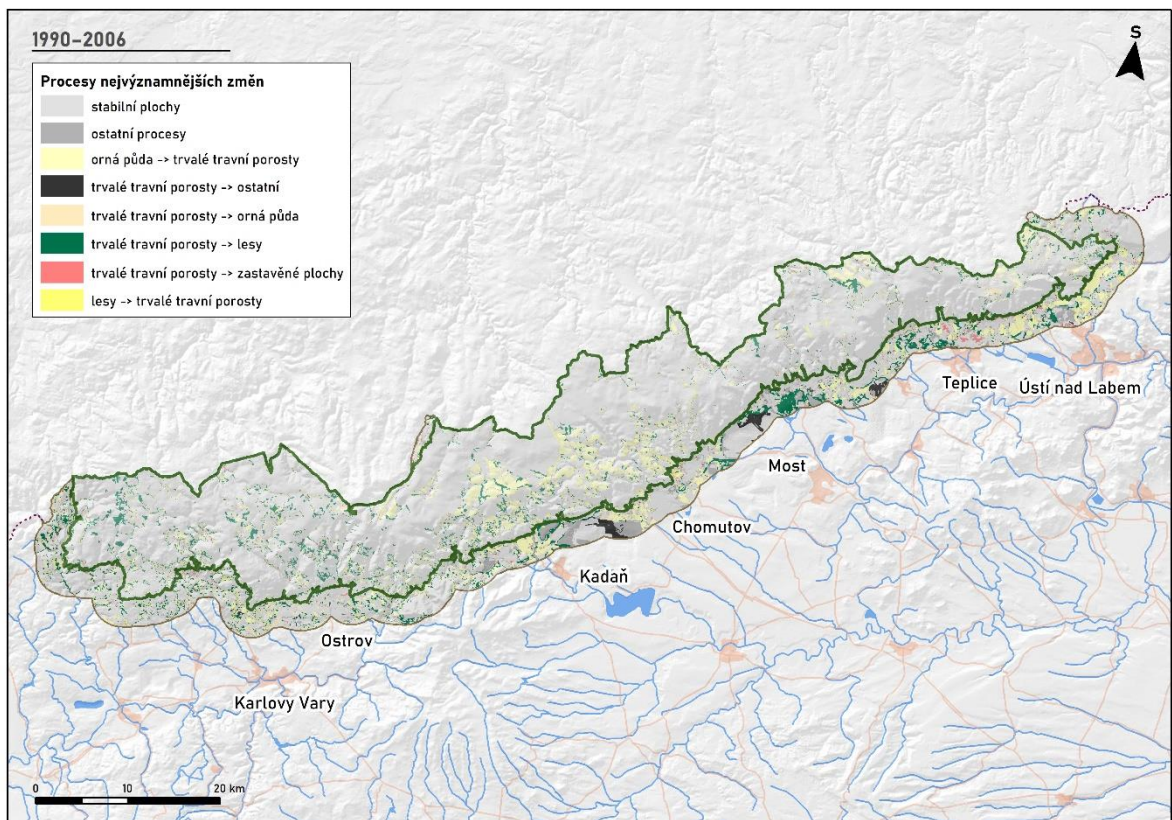 1990–2006
S
Procesy nejvýznamnějších změn
stabilní plochy
ostatní procesy
orná půda -> trvalé travní porosty
trvalé travní porosty -> ostatní
trvalé travní porosty -> orná půda
trvalé travní porosty -> lesy
trvalé travní porosty -> zastavěné plochy
lesy -> trvalé travní porosty
Teplice
Ústí nad Labem
Most
Chomutov
Kadaň
Ostrov
Karlovy Vary
0 10 20 km